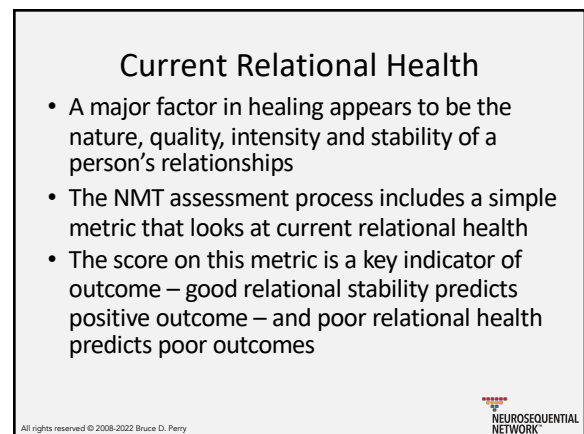 Current Relational Health
• A major factor in healing appears to be the
nature, quality, intensity and stability of a
person's relationships
• The NMT assessment process includes a simple
metric that looks at current relational health
• The score on this metric is a key indicator of
outcome – good relational stability predicts
positive outcome – and poor relational health
predicts poor outcomes
All rights reserved © 2008-2022 Bruce D. Perry
NEUROSEQUENTIAL
NETWORK™